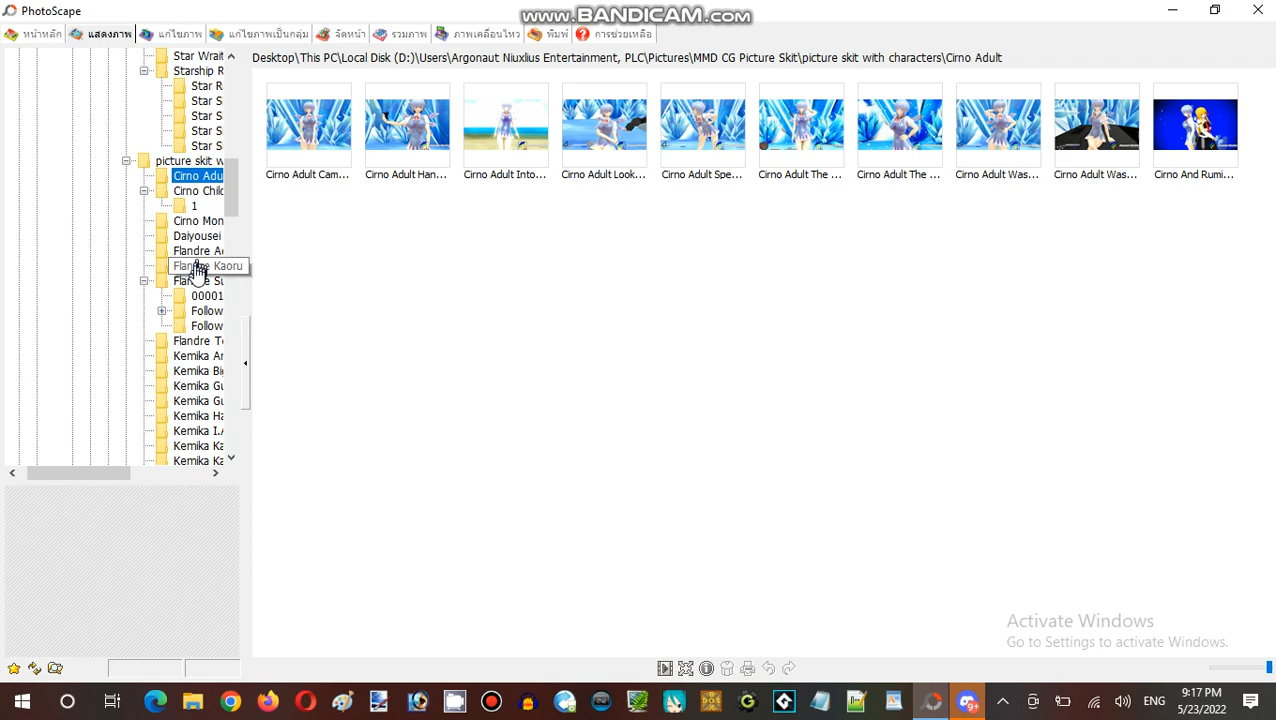 PhotoScape
www.BANDICAM.com
หน้าหลัก แสดงภาพ แก้ไขภาพ แก้ไขภาพเป็นกลุ่ม จัดหน้า รวมภาพ ภาพเคลื่อนไหว พิมพ์ การช่วยเหลือ
Desktop\This PC\Local Disk (D:)\Users\Argonaut Niuxlius Entertainment, PLC\Pictures\MMD CG Picture Skit\picture skit with characters\Cirno Adult
Star Wrait
Starship R
Star R
Star S
Star S
Star S
Star S
picture skit w
Cirno Adu
Cirno Child
1
Cirno Mon
Daiyousei
Flandre A
Flandre Kaoru
Flandre Su
00001
Follow
Follow
Flandre T
Kemika A
Kemika Bi
Kemika Gu
Kemika Gu
Kemika Ha
Kemika I.A
Kemika Ka
Kemika Ka
Cirno Adult Cam... Cirno Adult Han... Cirno Adult Into... Cirno Adult Look... Cirno Adult Spe... Cirno Adult The ... Cirno Adult The ... Cirno Adult Was... Cirno Adult Was... Cirno And Rumi...
Activate Windows
Go to Settings to activate Windows.
ENG
9:17 PM
5/23/2022